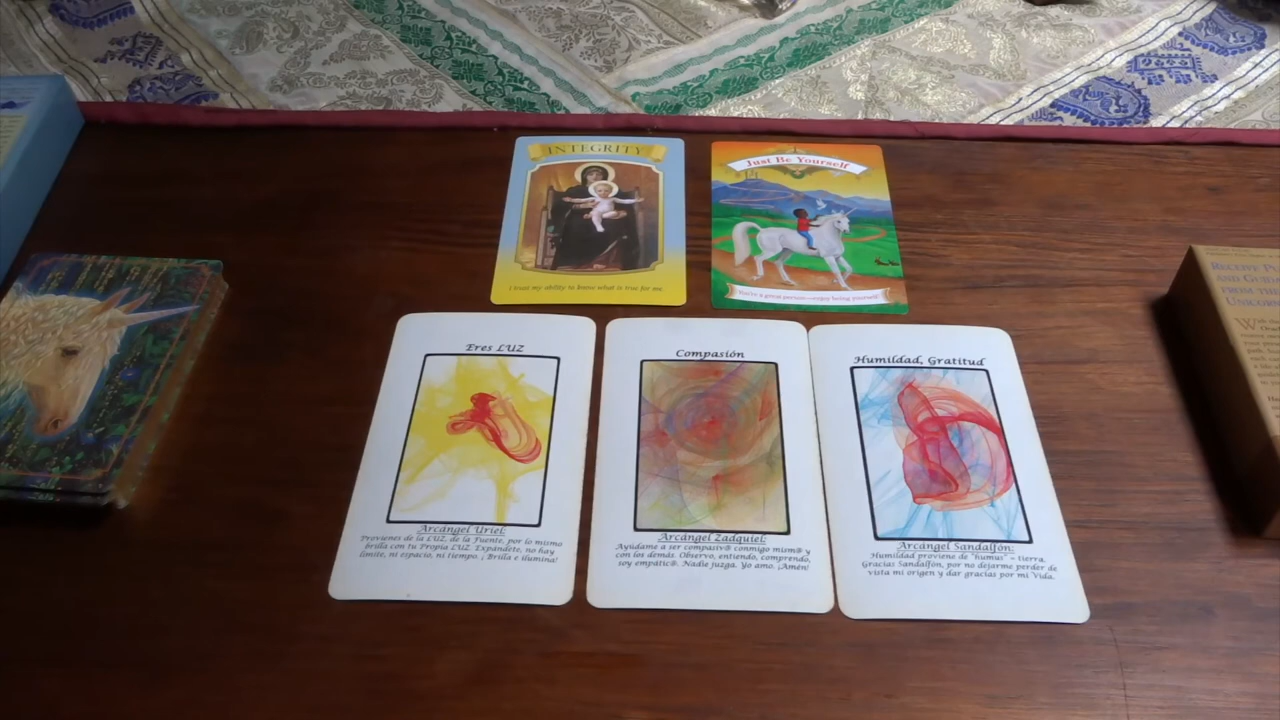 INTEGRITY
I trust my ability to know what is true for me.
Just Be Yourself
You're a great person—enjoy being yourself!
Eres LUZ
Arcángel Uriel:
Provienes de la LUZ, de la Fuente, por lo mismo
brilla con tu Propia LUZ. Expándete, no hay
límite, ni espacio, ni tiempo ¡ Brilla e ilumina!
Compasión
Arcángel Zadquiel:
Ayúdame a ser compasiv@ conmigo mism@ y
con los demás. Observo, entiendo, comprendo,
soy empátic@. Nadie juzga. Yo amo. ¡Amén!
Humildad, Gratitud
Arcángel Sandalfón:
Humildad proviene de "humus" = tierra.
Gracias Sandalfón, por no dejarme perder de
vista mi origen y dar gracias por mi Vida.
RECEIVE
AND
FROM
UNICO